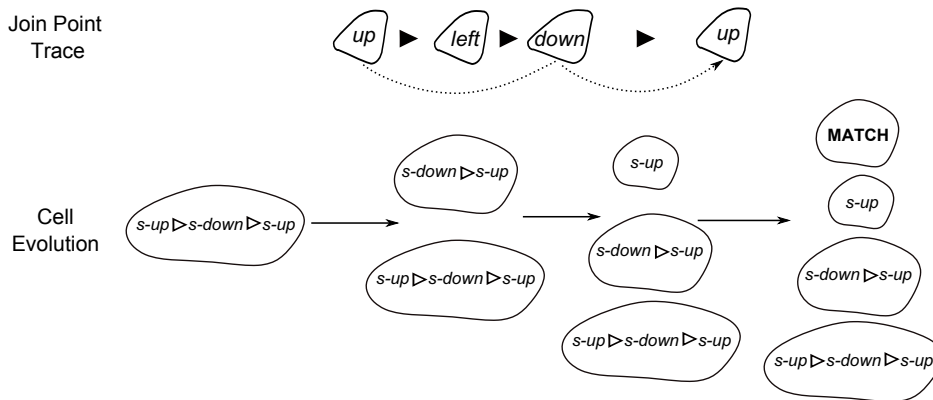 Join Point
Trace
up ► left ► down ► up
MATCH
s-down ▷ s-up
s-up
s-up
Cell
Evolution
s-up ▷ s-down ▷ s-up
s-down ▷ s-up
s-down ▷ s-up
s-up ▷ s-down ▷ s-up
s-up ▷ s-down ▷ s-up
s-up ▷ s-down ▷ s-up